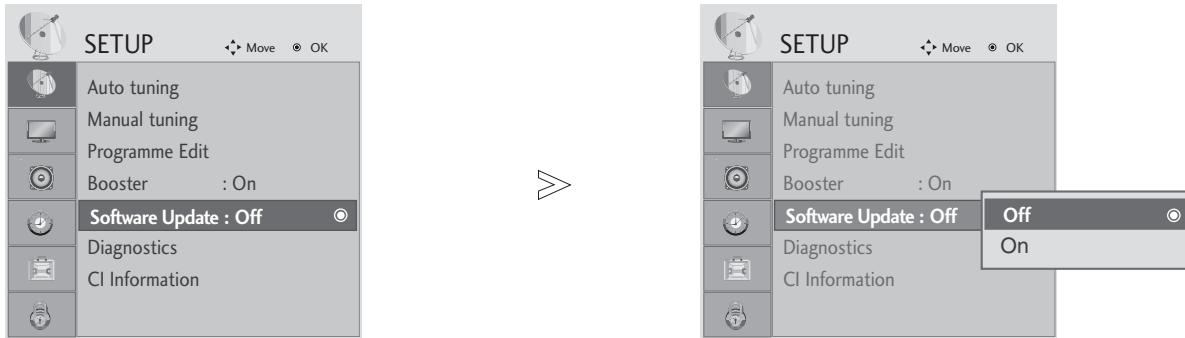 SETUP Move OK
Auto tuning
Manual tuning
Programme Edit
Booster : On
Software Update : Off
Diagnostics
CI Information
SETUP Move OK
Auto tuning
Manual tuning
Programme Edit
Booster : On
Software Update : Off
Diagnostics
CI Information
Off
On